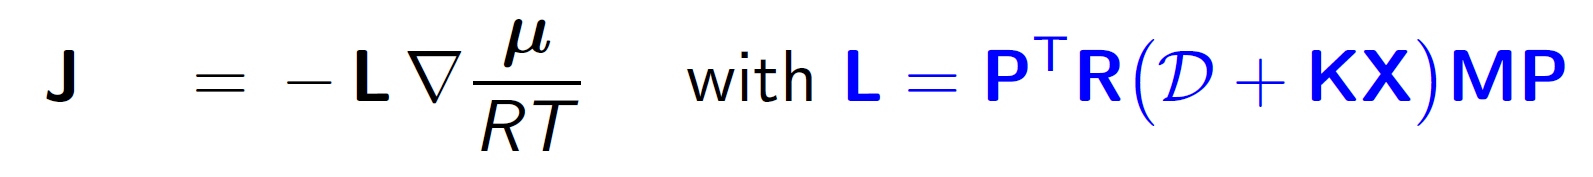 J = − L ∇ μ/RT with L = PᵀR(𝒟 + KX)MP